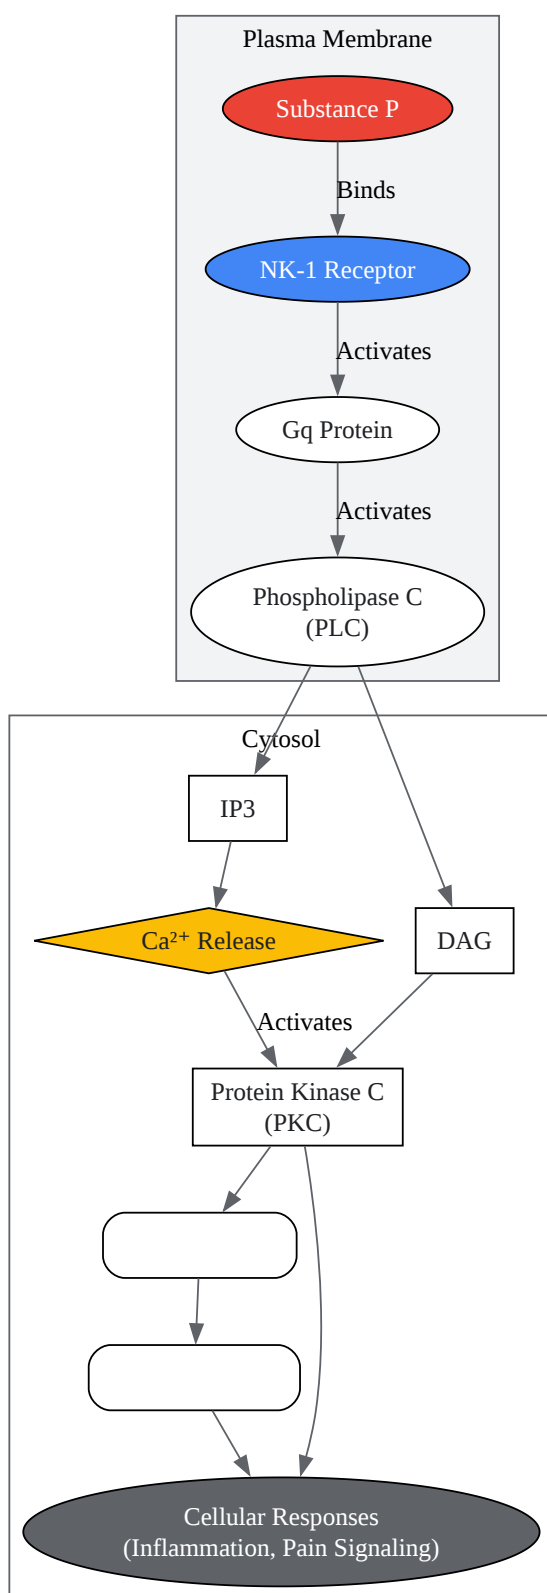 Plasma Membrane
Substance P
Binds
NK-1 Receptor
Activates
Gq Protein
Activates
Phospholipase C
(PLC)
Cytosol
IP3
Ca²⁺ Release
DAG
Activates
Protein Kinase C
(PKC)
Cellular Responses
(Inflammation, Pain Signaling)